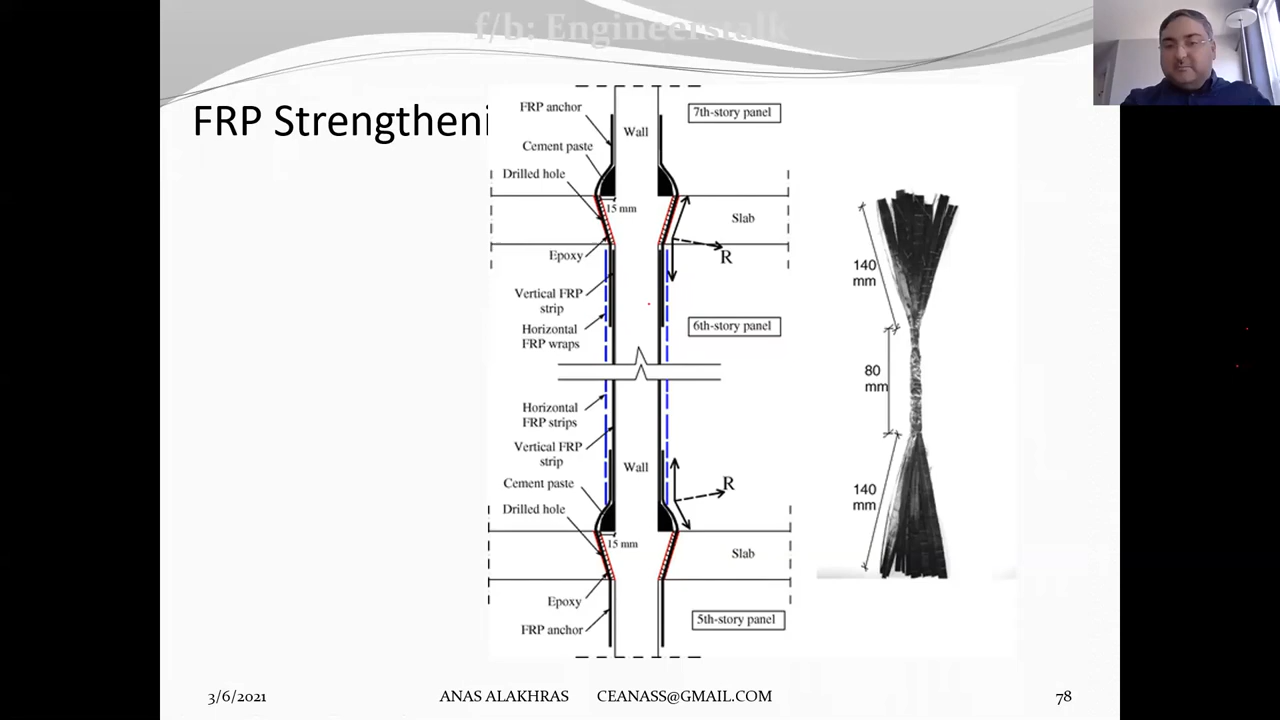 f/b: Engineerstalk
FRP Strengtheni
FRP anchor
Wall
7th-story panel
Cement paste
Drilled hole
15 mm
Slab
Epoxy
R
Vertical FRP
strip
Horizontal
FRP wraps
6th-story panel
Horizontal
FRP strips
Vertical FRP
strip
Wall
Cement paste
R
Drilled hole
15 mm
Slab
Epoxy
FRP anchor
5th-story panel
140
mm
80
mm
140
mm
3/6/2021
ANAS ALAKHRAS CEANASS@GMAIL.COM
78